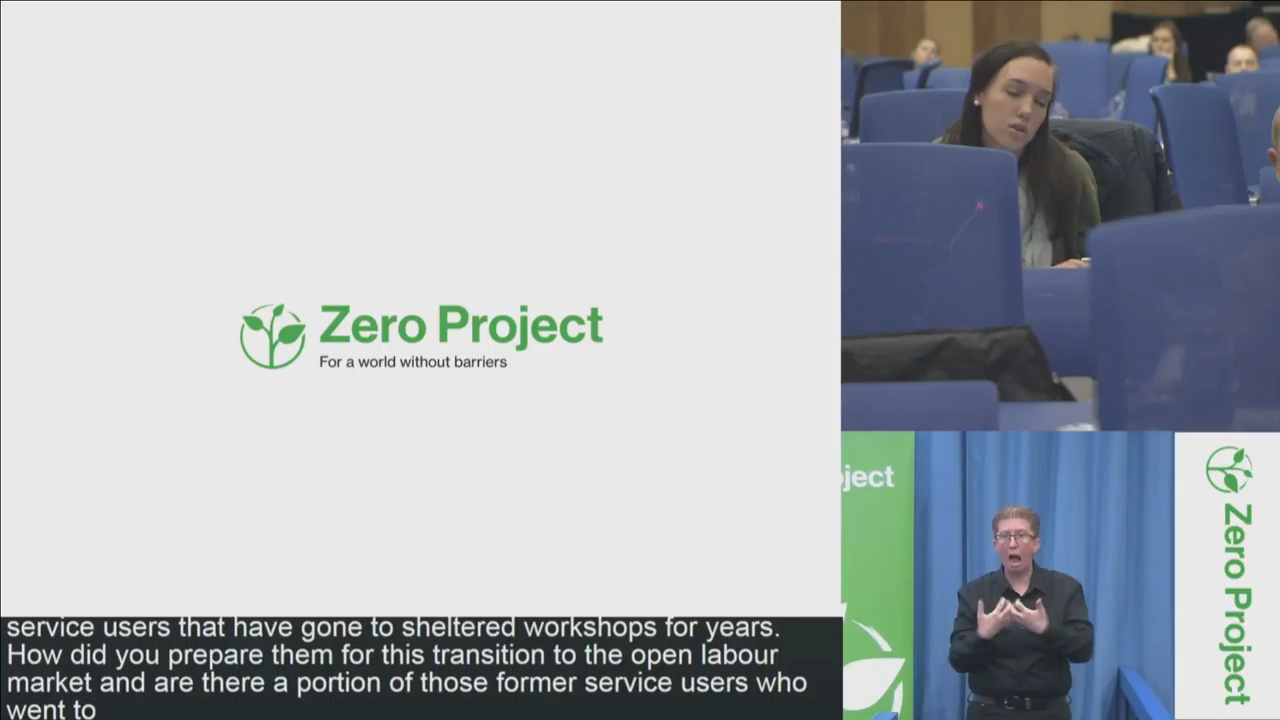 Zero Project
For a world without barriers
service users that have gone to sheltered workshops for years.
How did you prepare them for this transition to the open labour
market and are there a portion of those former service users who
went to
ject
Zero Project